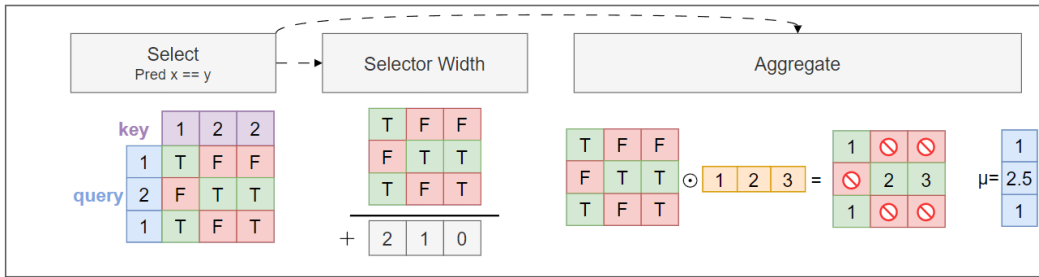 Select
Pred x == y
Selector Width
Aggregate
key 1 2 2
1 T F F
query 2 F T T
1 T F T
T F F
F T T
T F T
+ 2 1 0
T F F
F T T
T F T
⊙ 1 2 3 =
1
2 3
1
μ= 1
2.5
1